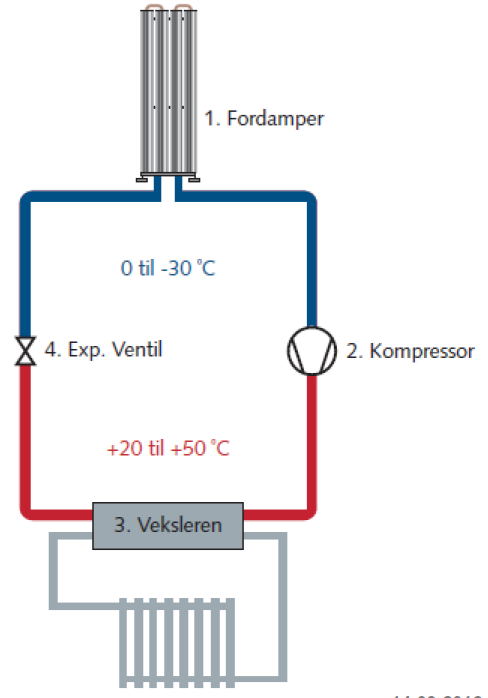 1. Fordamper
0 til -30 °C
4. Exp. Ventil
2. Kompressor
+20 til +50 °C
3. Veksleren